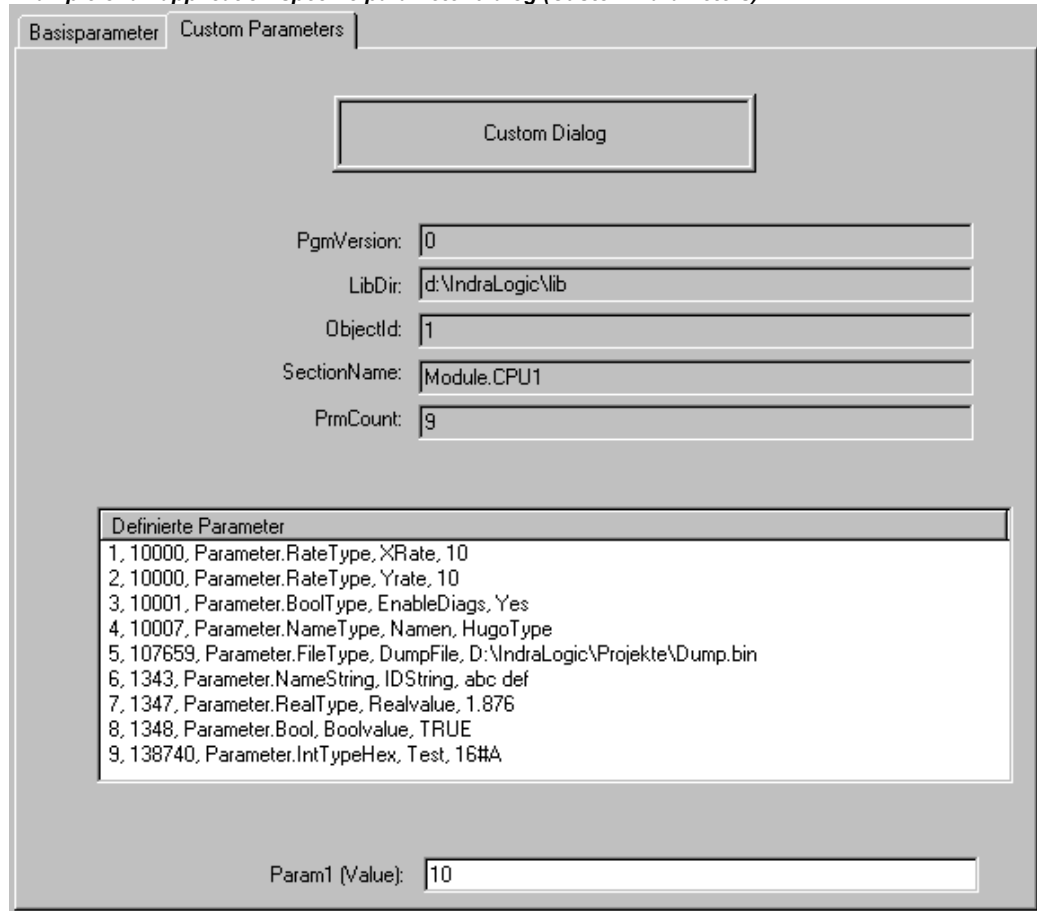 Basisparameter Custom Parameters
Custom Dialog
PgmVersion: 0
LibDir: d:\IndraLogic\lib
ObjectId: 1
SectionName: Module.CPU1
PrmCount: 9
Definierte Parameter
1, 10000, Parameter.RateType, XRate, 10
2, 10000, Parameter.RateType, Yrate, 10
3, 10001, Parameter.BoolType, EnableDiags, Yes
4, 10007, Parameter.NameType, Namen, HugoType
5, 107659, Parameter.FileType, DumpFile, D:\IndraLogic\Projekte\Dump.bin
6, 1343, Parameter.NameString, IDString, abc def
7, 1347, Parameter.RealType, Realvalue, 1.876
8, 1348, Parameter.Bool, Boolvalue, TRUE
9, 138740, Parameter.IntTypeHex, Test, 16#A
Param1 (Value): 10